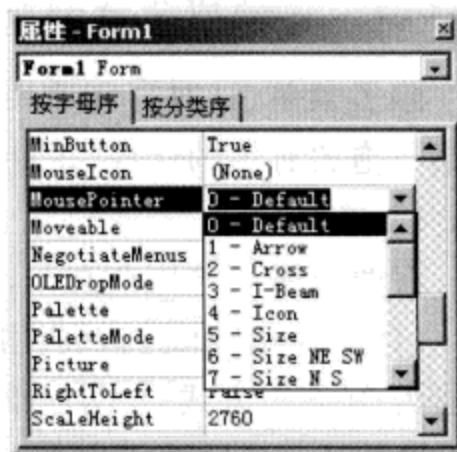 属性 - Form1
Form1 Form
按字母序 按分类序
MinButton True
MouseIcon (None)
MousePointer 0 - Default
Moveable 0 - Default
1 - Arrow
NegotiateMenus 2 - Cross
OLEDropMode 3 - I-Beam
Palette 4 - Icon
PaletteMode 5 - Size
Picture 6 - Size NE SW
7 - Size N S
RightToLeft False
ScaleHeight 2760